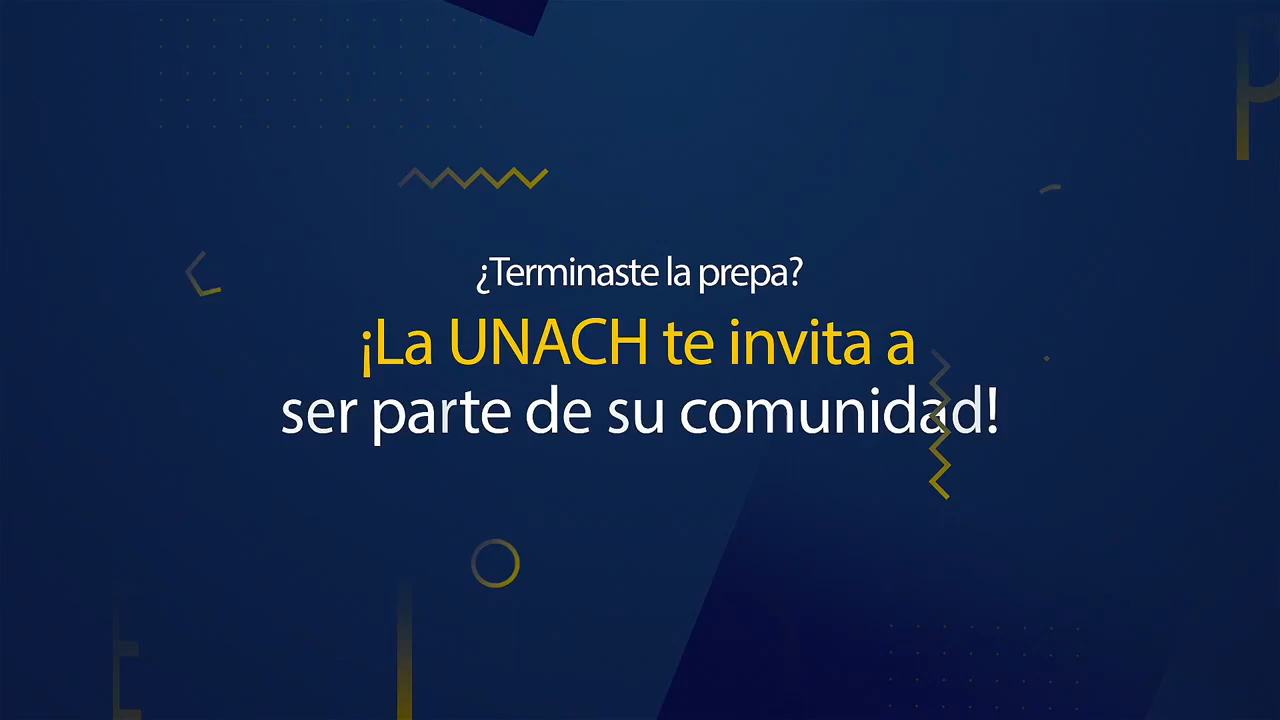 ¿Terminaste la prepa?
¡La UNACH te invita a
ser parte de su comunidad!